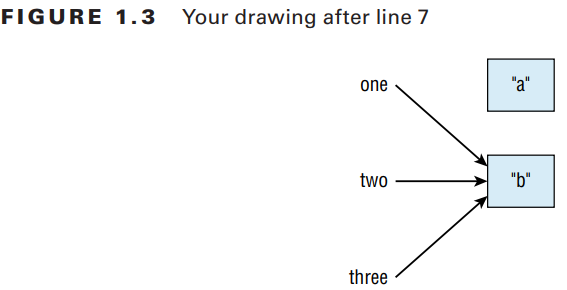 FIGURE 1.3 Your drawing after line 7
one
"a"
two
"b"
three